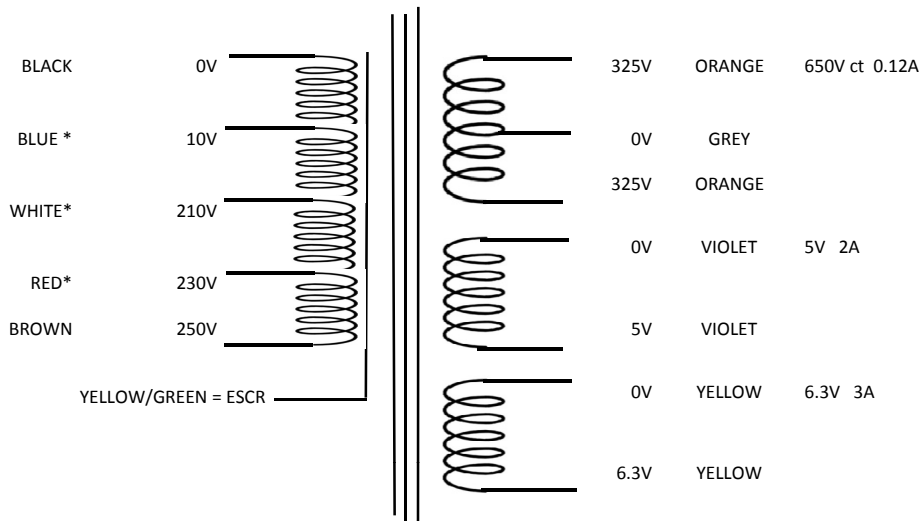 BLACK 0V 325V ORANGE 650V ct 0.12A
BLUE * 10V 0V GREY
325V ORANGE
WHITE* 210V
0V VIOLET 5V 2A
RED* 230V
BROWN 250V 5V VIOLET
YELLOW/GREEN = ESCR 0V YELLOW 6.3V 3A
6.3V YELLOW